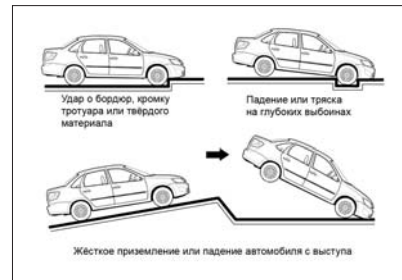 Удар о бордюр, кромку
тротуара или твёрдого
материала
Падение или тряска
на глубоких выбоинах
Жёсткое приземление или падение автомобиля с выступа